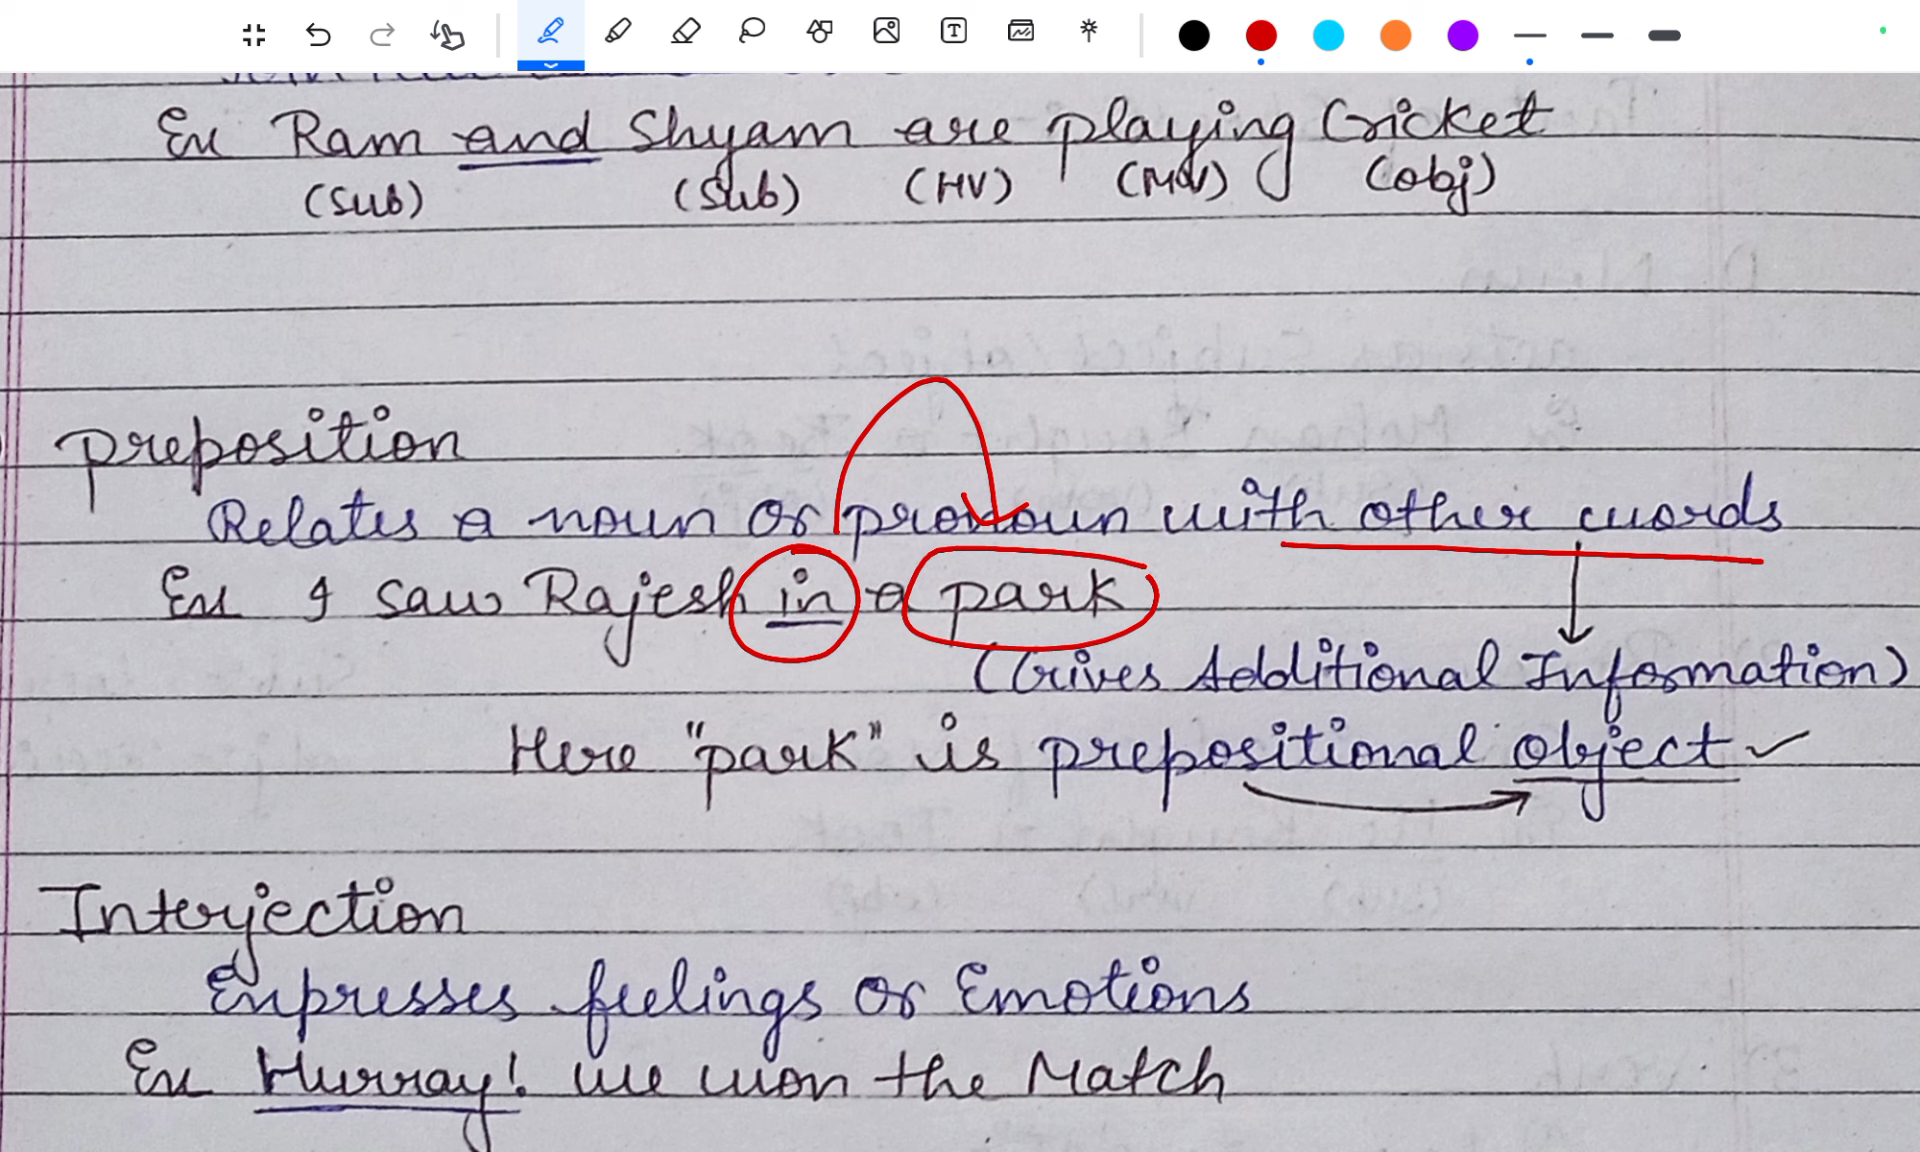 Ex Ram and Shyam are playing Cricket
(Sub) (Sub) (HV) (MV) (obj)
preposition
Relates a noun or pronoun with other words
Ex I saw Rajesh in a park
(Gives Additional Information)
Here "park" is prepositional object ✓
Interjection
Expresses feelings or Emotions
Ex Hurray! we won the Match